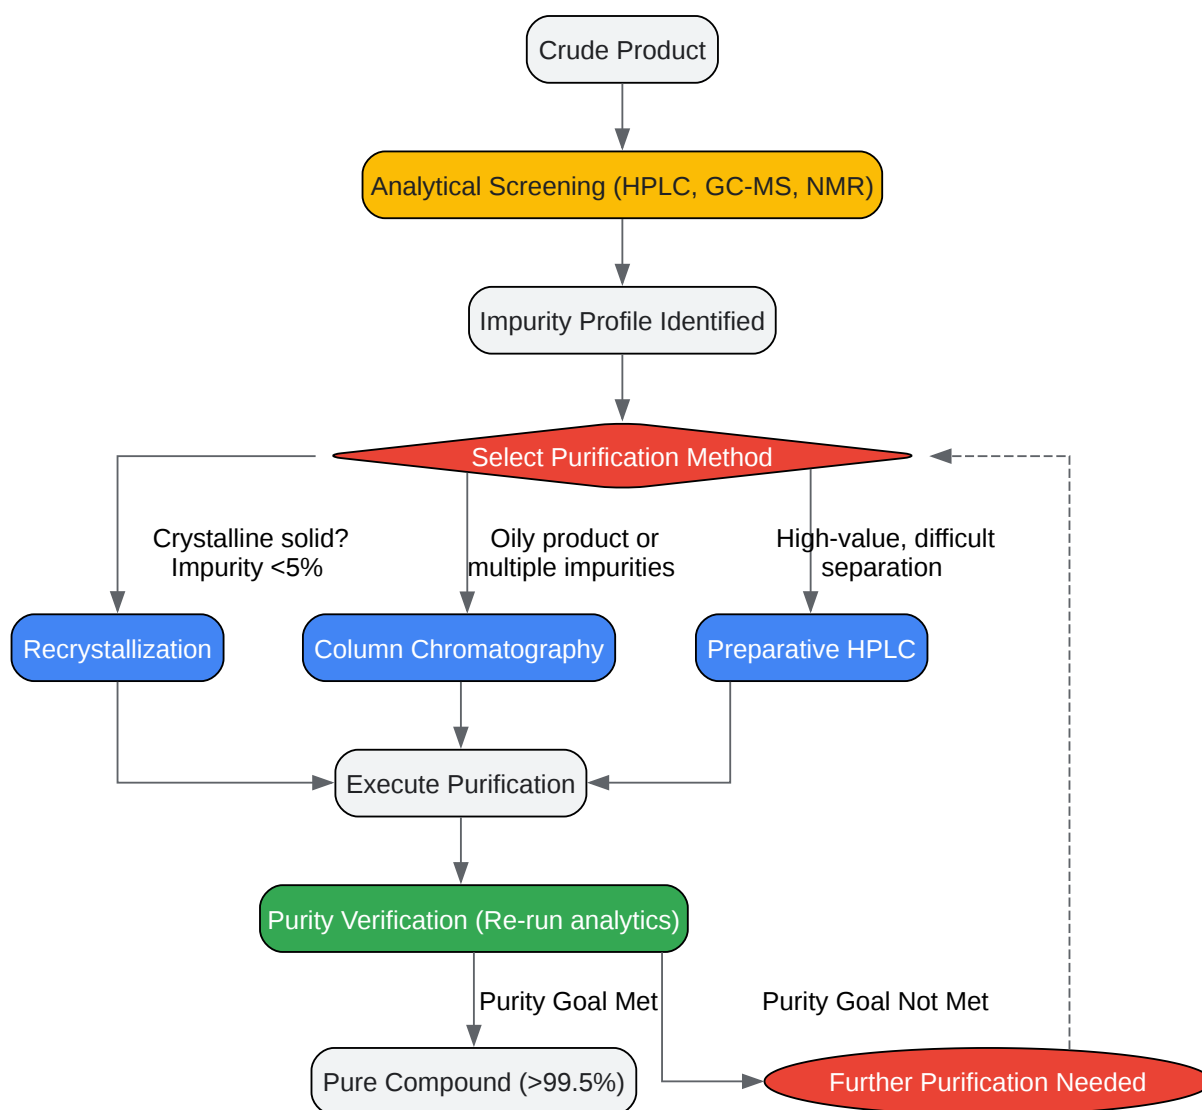 Crude Product
Analytical Screening (HPLC, GC-MS, NMR)
Impurity Profile Identified
Select Purification Method
Crystalline solid?
Impurity <5%
Oily product or
multiple impurities
High-value, difficult
separation
Recrystallization
Column Chromatography
Preparative HPLC
Execute Purification
Purity Verification (Re-run analytics)
Purity Goal Met
Purity Goal Not Met
Pure Compound (>99.5%)
Further Purification Needed